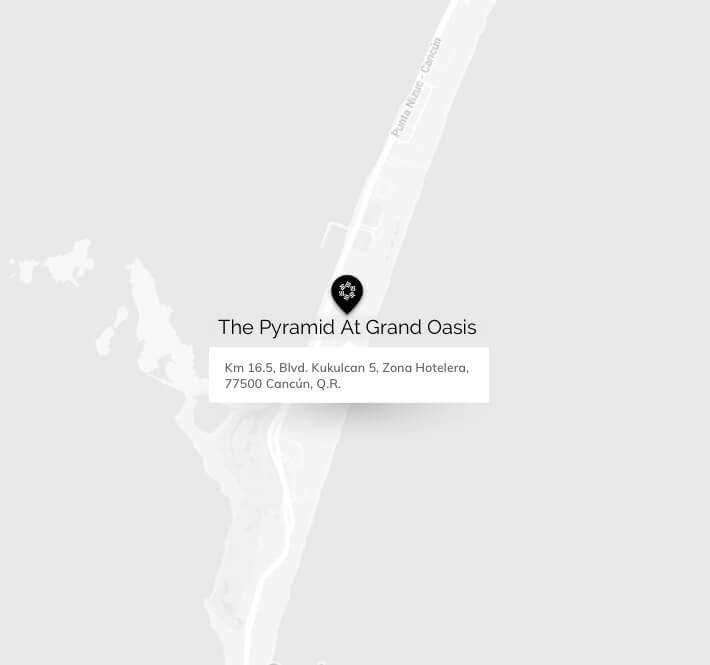 Punta Nizuc - Cancún
The Pyramid At Grand Oasis
Km 16.5, Blvd. Kukulcan 5, Zona Hotelera,
77500 Cancún, Q.R.